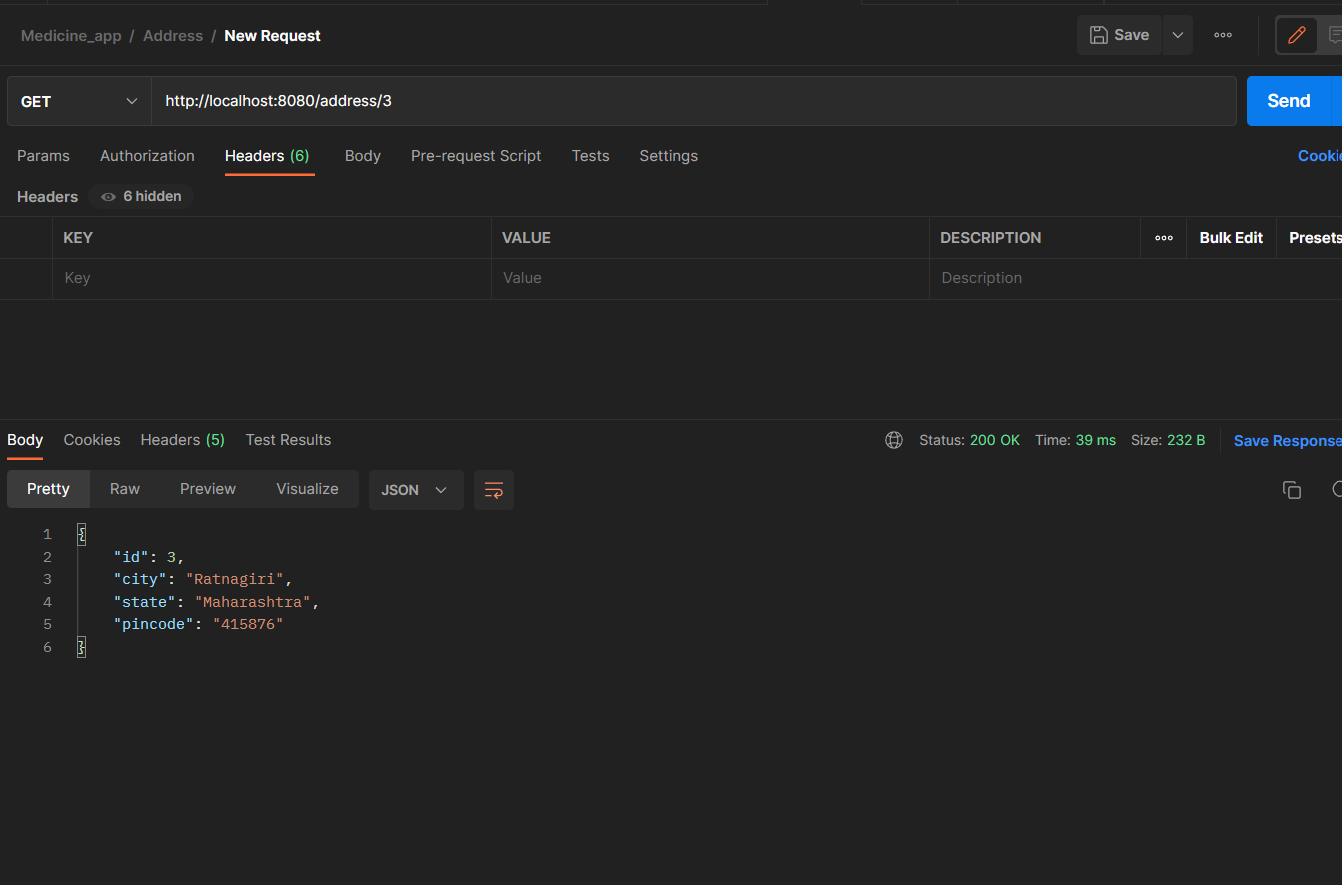 Medicine_app / Address / New Request
Save
GET http://localhost:8080/address/3 Send
Params Authorization Headers (6) Body Pre-request Script Tests Settings Cookie
Headers 6 hidden
KEY VALUE DESCRIPTION Bulk Edit Presets
Key Value Description
Body Cookies Headers (5) Test Results Status: 200 OK Time: 39 ms Size: 232 B Save Response
Pretty Raw Preview Visualize JSON
1 {
2 "id": 3,
3 "city": "Ratnagiri",
4 "state": "Maharashtra",
5 "pincode": "415876"
6 }